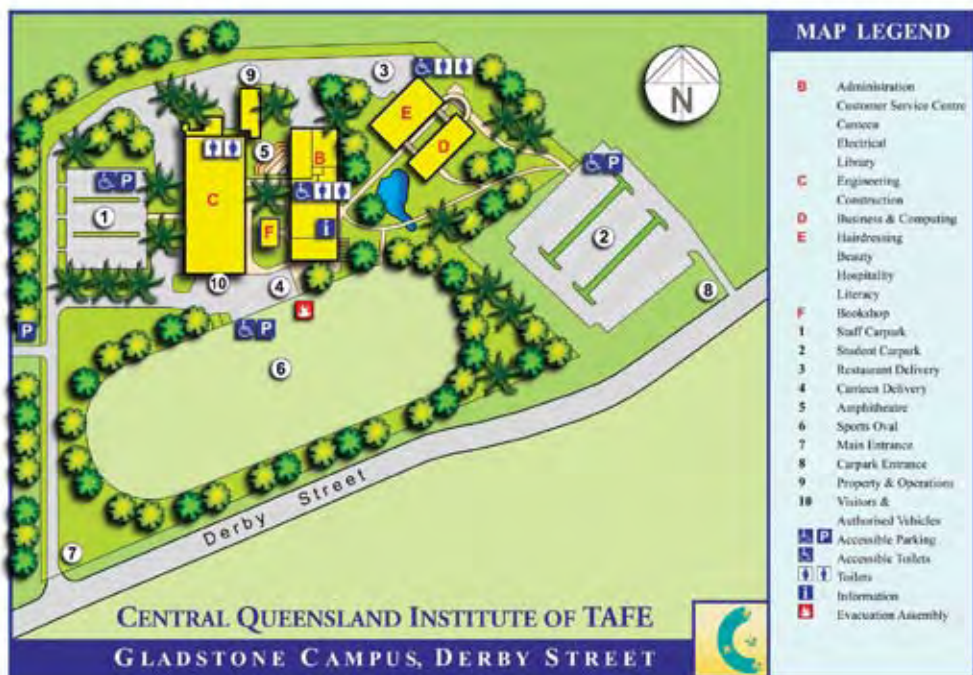 MAP LEGEND
B Administration
Customer Service Centre
Canteen
Electrical
Library
C Engineering
Construction
D Business & Computing
E Hairdressing
Beauty
Hospitality
Literacy
F Bookshop
1 Staff Carpark
2 Student Carpark
3 Restaurant Delivery
4 Canteen Delivery
5 Amphitheatre
6 Sports Oval
7 Main Entrance
8 Carpark Entrance
9 Property & Operations
10 Visitors &
Authorised Vehicles
P Accessible Parking
Accessible Toilets
Toilets
i Information
Evacuation Assembly
3
9
N
E
5
B
D
P
P
1
C
2
F
i
10
4
8
P
P
6
Derby Street
7
CENTRAL QUEENSLAND INSTITUTE OF TAFE
GLADSTONE CAMPUS, DERBY STREET